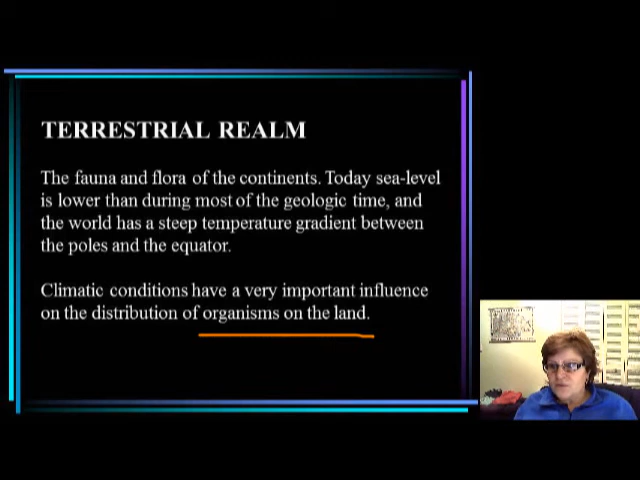 TERRESTRIAL REALM
The fauna and flora of the continents. Today sea-level
is lower than during most of the geologic time, and
the world has a steep temperature gradient between
the poles and the equator.
Climatic conditions have a very important influence
on the distribution of organisms on the land.